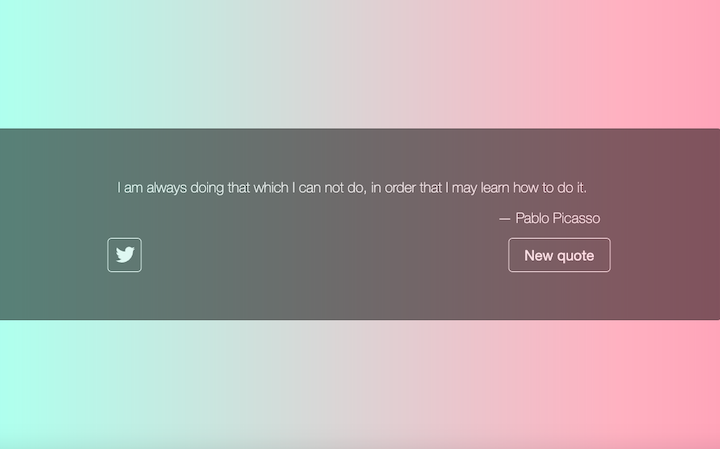 I am always doing that which I can not do, in order that I may learn how to do it.
— Pablo Picasso
New quote